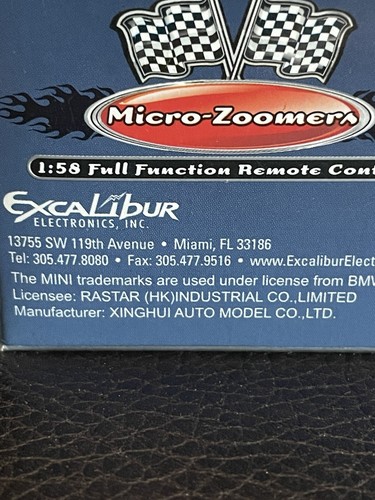 Micro-Zoomers
1:58 Full Function Remote Cont
EXCALIBUR
ELECTRONICS, INC.
13755 SW 119th Avenue • Miami, FL 33186
Tel: 305.477.8080 • Fax: 305.477.9516 • www.ExcaliburElect
The MINI trademarks are used under license from BMW
Licensee: RASTAR (HK)INDUSTRIAL CO.,LIMITED
Manufacturer: XINGHUI AUTO MODEL CO.,LTD.